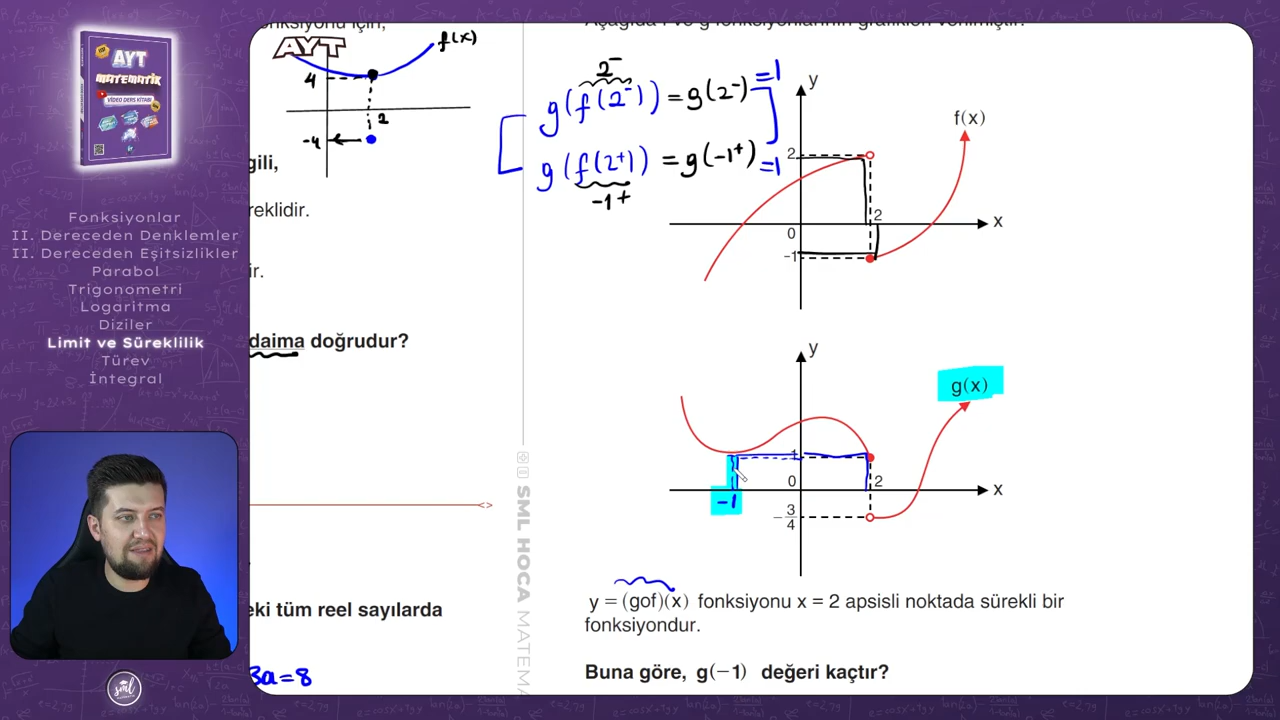 AYT
MATEMATİK
VİDEO DERS KİTABI
Fonksiyonlar
II. Dereceden Denklemler
II. Dereceden Eşitsizlikler
Parabol
Trigonometri
Logaritma
Diziler
Limit ve Süreklilik
Türev
İntegral
sml
onksiyonu için,
AYT
f(x)
4
2
-4
gili,
reklidir.
ir.
daima doğrudur?
eki tüm reel sayılarda
3a=8
SML HOCA MATEMA
Aşağıda f ve g fonksiyonlarının grafikleri verilmiştir.
2⁻
g(f(2⁻))=g(2⁻)=1
g(f(2⁺))=g(-1⁺)=1
-1⁺
y
f(x)
2
2
0
x
-1
y
g(x)
1
0
2
x
-1
-3/4
y = (gof)(x) fonksiyonu x = 2 apsisli noktada sürekli bir
fonksiyondur.
Buna göre, g(−1) değeri kaçtır?